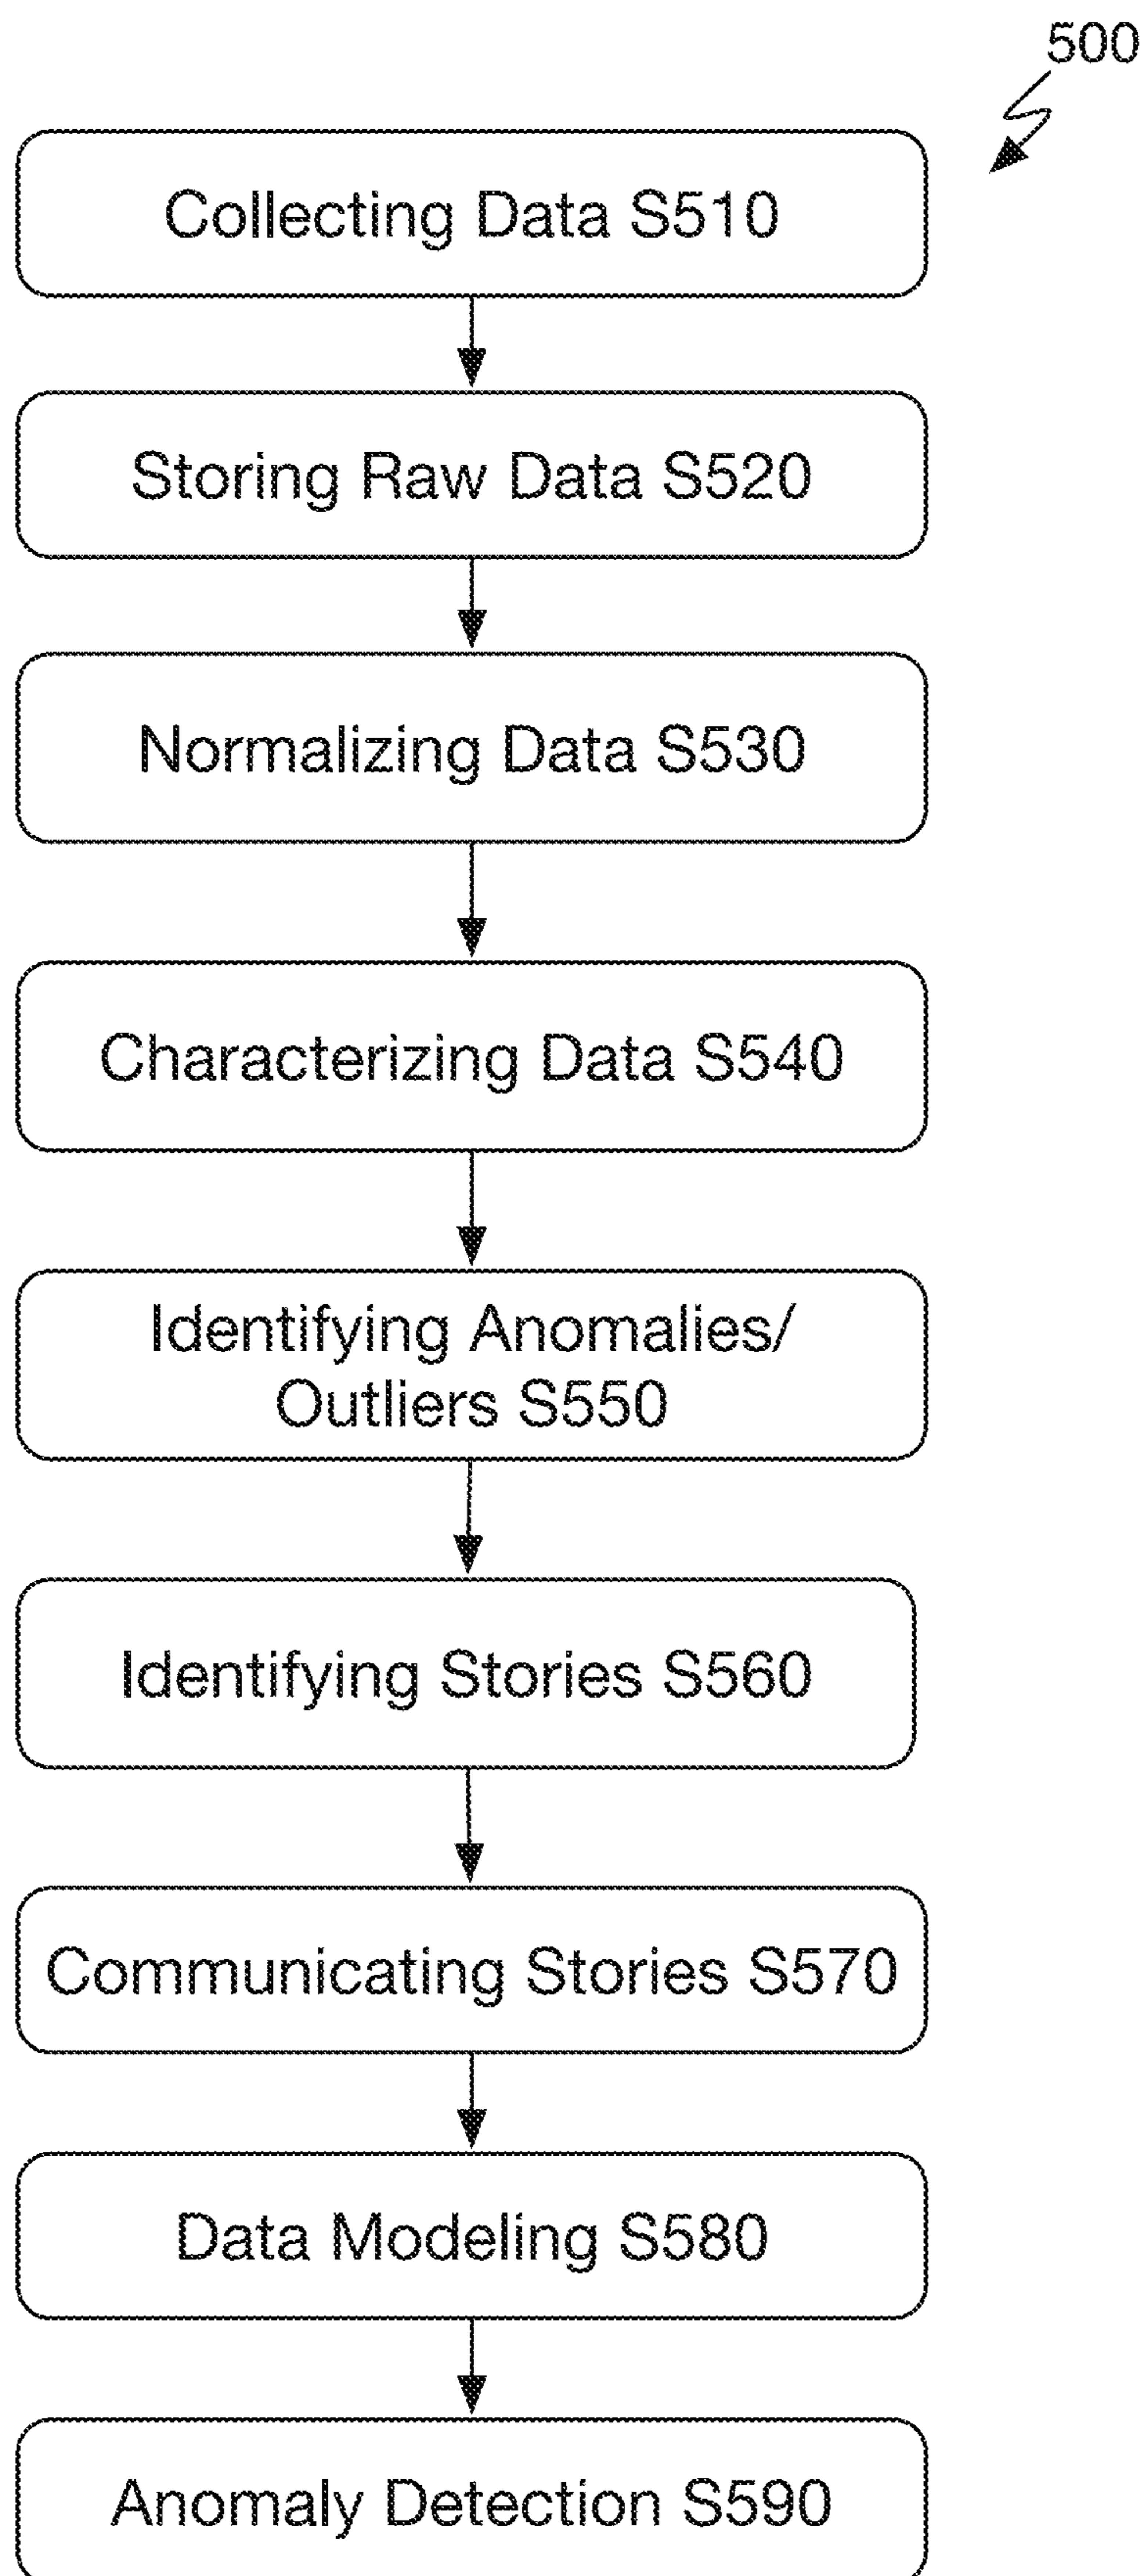 500
Collecting Data S510
Storing Raw Data S520
Normalizing Data S530
Characterizing Data S540
Identifying Anomalies/
Outliers S550
Identifying Stories S560
Communicating Stories S570
Data Modeling S580
Anomaly Detection S590